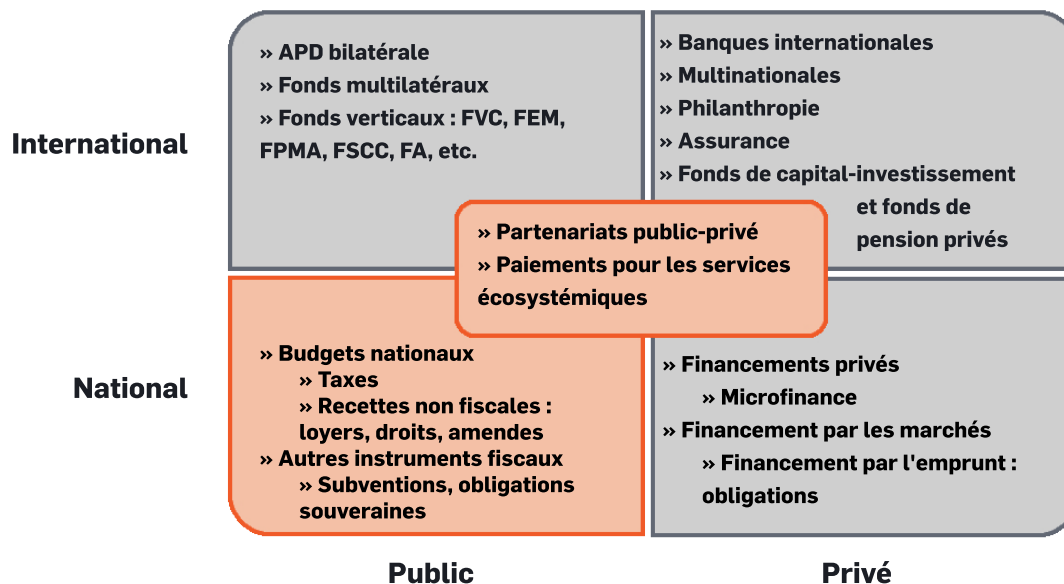 International
» APD bilatérale
» Fonds multilatéraux
» Fonds verticaux : FVC, FEM,
FPMA, FSCC, FA, etc.
» Banques internationales
» Multinationales
» Philanthropie
» Assurance
» Fonds de capital-investissement
et fonds de
pension privés
» Partenariats public-privé
» Paiements pour les services
écosystémiques
National
» Budgets nationaux
» Taxes
» Recettes non fiscales :
loyers, droits, amendes
» Autres instruments fiscaux
» Subventions, obligations
souveraines
» Financements privés
» Microfinance
» Financement par les marchés
» Financement par l'emprunt :
obligations
Public
Privé